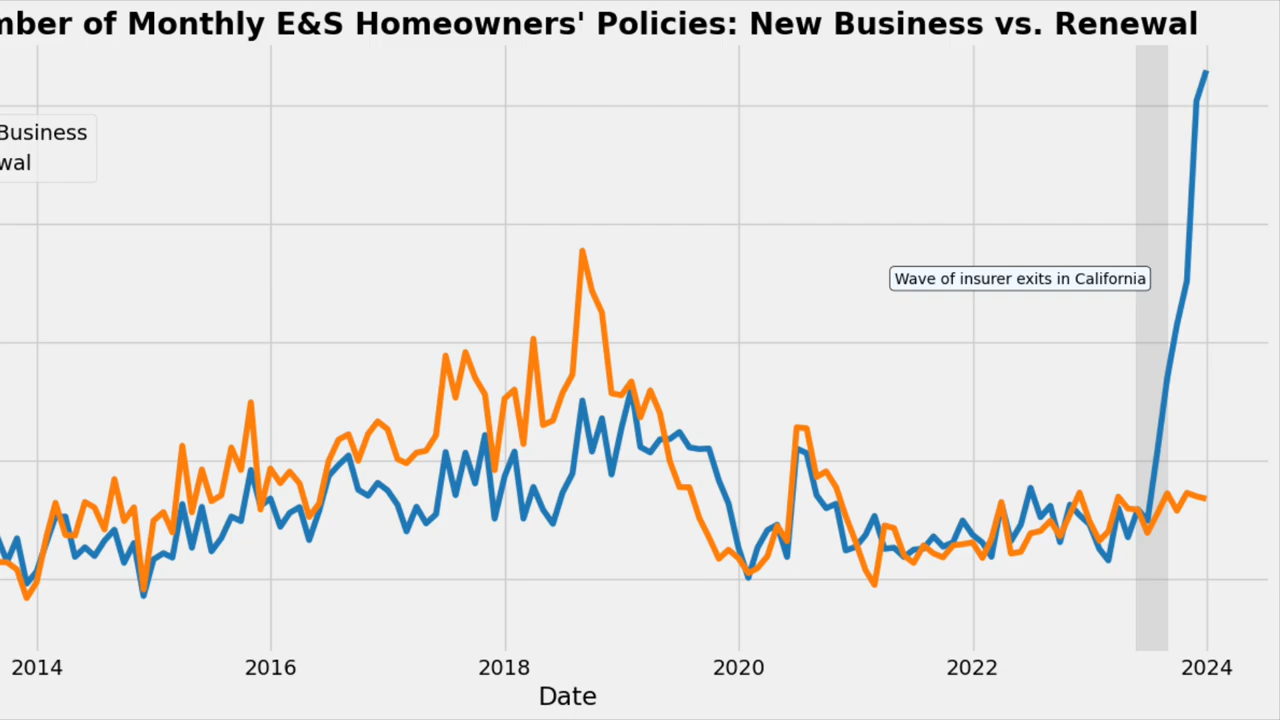 mber of Monthly E&S Homeowners' Policies: New Business vs. Renewal
Business
wal
Wave of insurer exits in California
2014 2016 2018 2020 2022 2024
Date